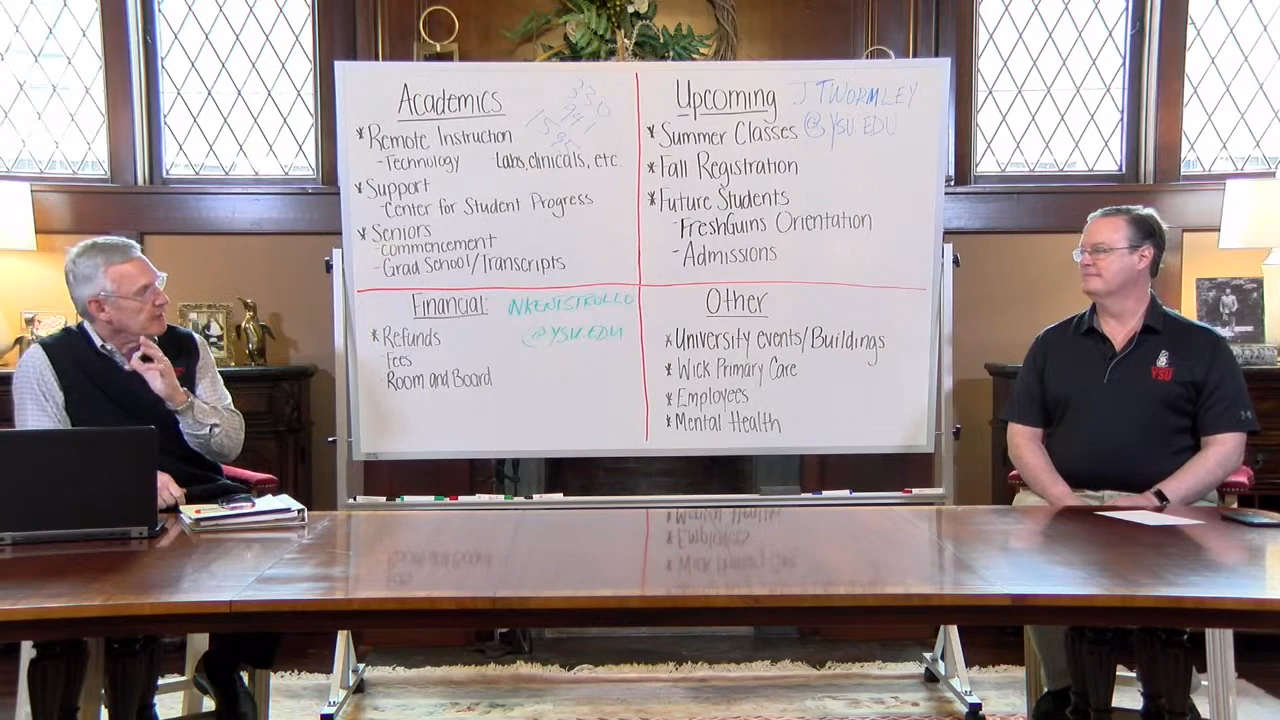 Academics
330
941
* Remote Instruction
- Technology - Labs, clinicals, etc.
* Support
- Center for Student Progress
* Seniors
- commencement
- Grad School/Transcripts
Upcoming
JTWORMLEY
@YSU.EDU
* Summer Classes
* Fall Registration
* Future Students
- FreshGuins Orientation
- Admissions
Financial
NKENISTROLLO
@YSU.EDU
* Refunds
- Fees
- Room and Board
Other
* University events/Buildings
* Wick Primary Care
* Employees
* Mental Health
YSU